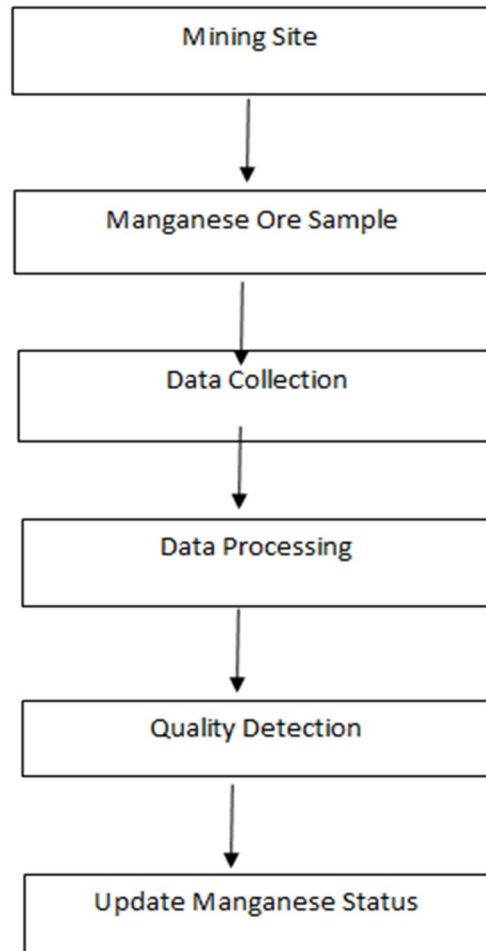 Mining Site
Manganese Ore Sample
Data Collection
Data Processing
Quality Detection
Update Manganese Status